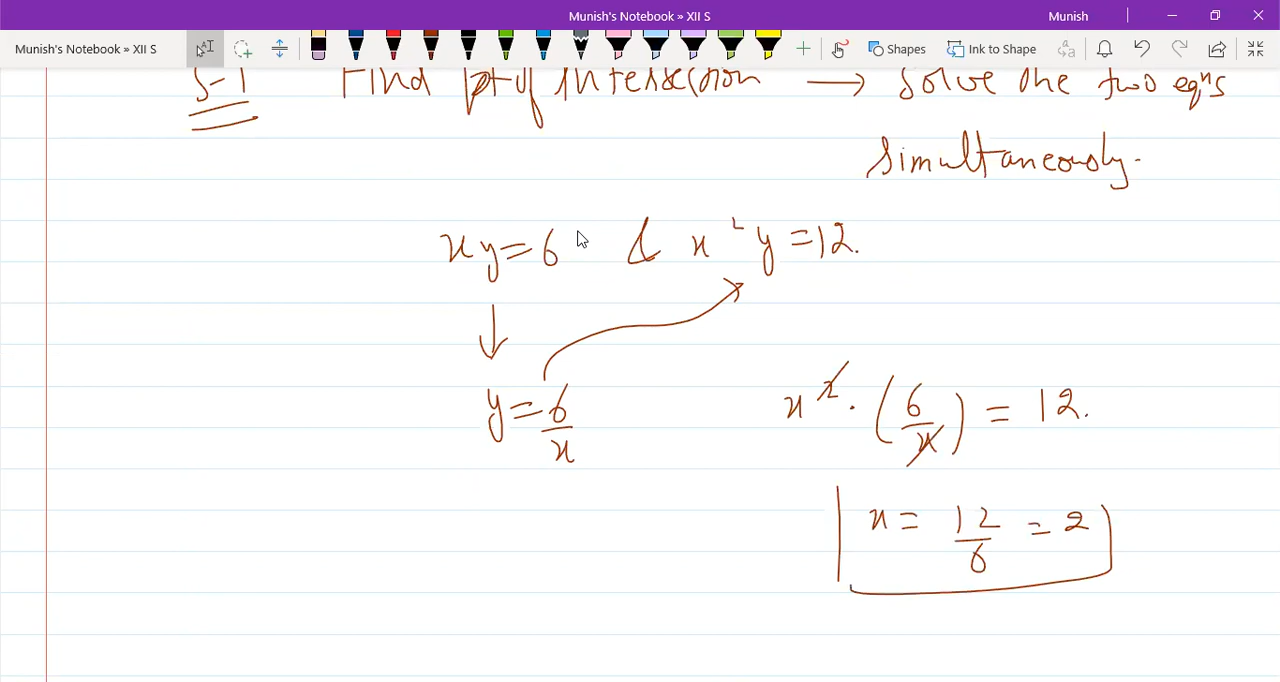 Munish's Notebook » XII S
Munish
Munish's Notebook » XII S
Shapes
Ink to Shape
S-1 Find pt of intersection → Solve the two eqⁿs
simultaneously.
xy=6 & x²y=12.
↓
y=6/x
x²·(6/x)=12.
x=12/6=2